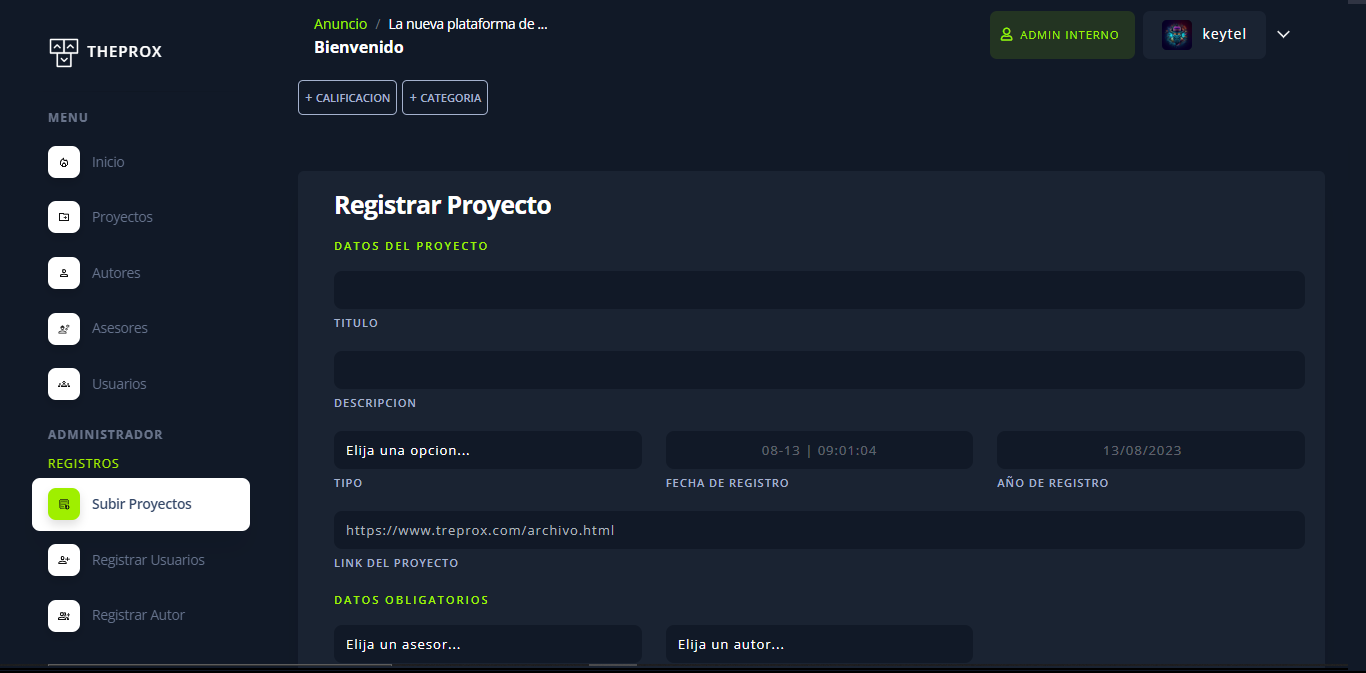 THEPROX
MENU
Inicio
Proyectos
Autores
Asesores
Usuarios
ADMINISTRADOR
REGISTROS
Subir Proyectos
Registrar Usuarios
Registrar Autor
Anuncio / La nueva plataforma de ...
Bienvenido
ADMIN INTERNO
keytel
+ CALIFICACION + CATEGORIA
Registrar Proyecto
DATOS DEL PROYECTO
TITULO
DESCRIPCION
Elija una opcion... 08-13 | 09:01:04 13/08/2023
TIPO FECHA DE REGISTRO AÑO DE REGISTRO
https://www.treprox.com/archivo.html
LINK DEL PROYECTO
DATOS OBLIGATORIOS
Elija un asesor... Elija un autor...